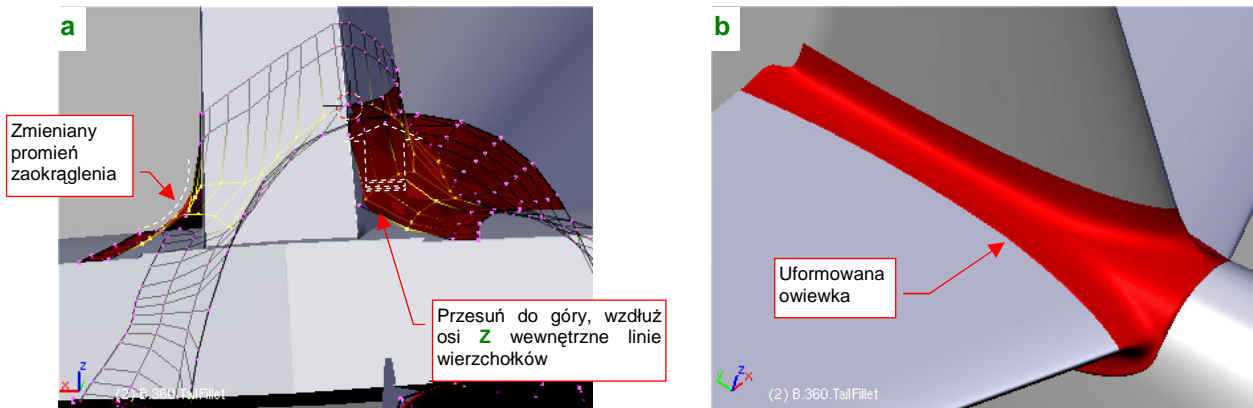 a
Zmieniany
promień
zaokrąglenia
Przesuń do góry, wzdłuż
osi Z wewnętrzne linie
wierzchołków
z
x
(2) B.360.TailFillet
b
Uformowana
owiewka
y
z
x
(2) B.360.TailFillet